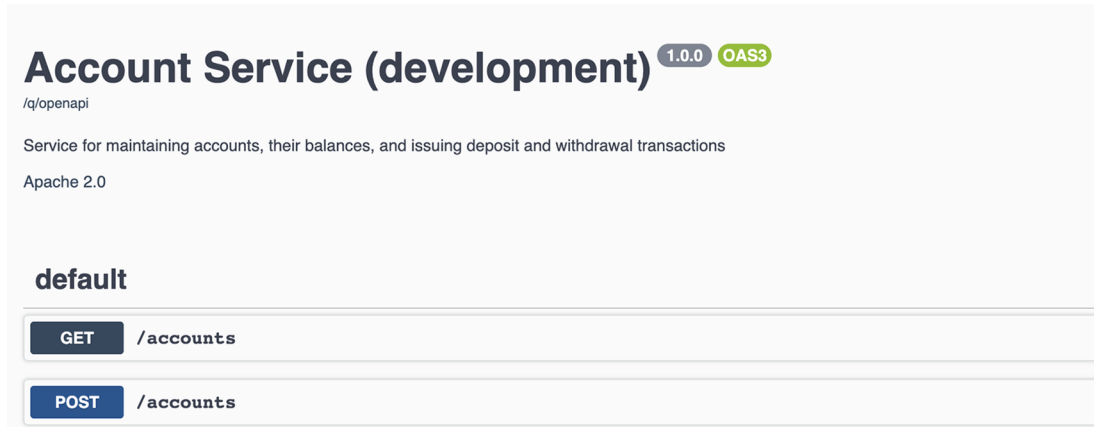 Account Service (development) 1.0.0 OAS3
/q/openapi
Service for maintaining accounts, their balances, and issuing deposit and withdrawal transactions
Apache 2.0
default
GET /accounts
POST /accounts